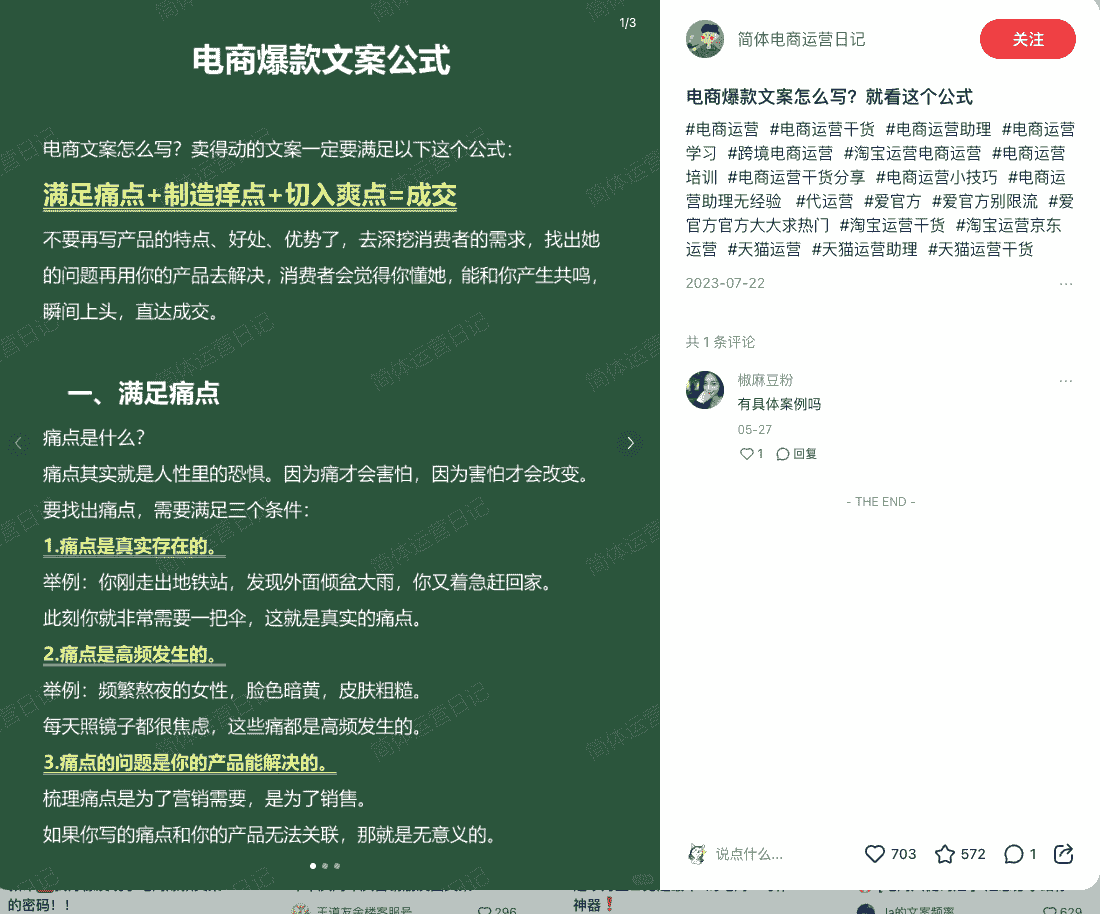 1/3
电商爆款文案公式
电商文案怎么写？卖得动的文案一定要满足以下这个公式：
满足痛点+制造痒点+切入爽点=成交
不要再写产品的特点、好处、优势了，去深挖消费者的需求，找出她
的问题再用你的产品去解决，消费者会觉得你懂她，能和你产生共鸣，
瞬间上头，直达成交。
一、满足痛点
痛点是什么？
痛点其实就是人性里的恐惧。因为痛才会害怕，因为害怕才会改变。
要找出痛点，需要满足三个条件：
1.痛点是真实存在的。
举例：你刚走出地铁站，发现外面倾盆大雨，你又着急赶回家。
此刻你就非常需要一把伞，这就是真实的痛点。
2.痛点是高频发生的。
举例：频繁熬夜的女性，脸色暗黄，皮肤粗糙。
每天照镜子都很焦虑，这些痛都是高频发生的。
3.痛点的问题是你的产品能解决的。
梳理痛点是为了营销需要，是为了销售。
如果你写的痛点和你的产品无法关联，那就是无意义的。
简体运营日记
简体电商运营日记
关注
电商爆款文案怎么写？就看这个公式
#电商运营 #电商运营干货 #电商运营助理 #电商运营
学习 #跨境电商运营 #淘宝运营电商运营 #电商运营
培训 #电商运营干货分享 #电商运营小技巧 #电商运
营助理无经验 #代运营 #爱官方 #爱官方别限流 #爱
官方官方大大求热门 #淘宝运营干货 #淘宝运营京东
运营 #天猫运营 #天猫运营助理 #天猫运营干货
2023-07-22
共 1 条评论
椒麻豆粉
有具体案例吗
05-27
1 回复
- THE END -
说点什么...
703
572
1
的密码！！
296
神器❗
la的文案频率
629